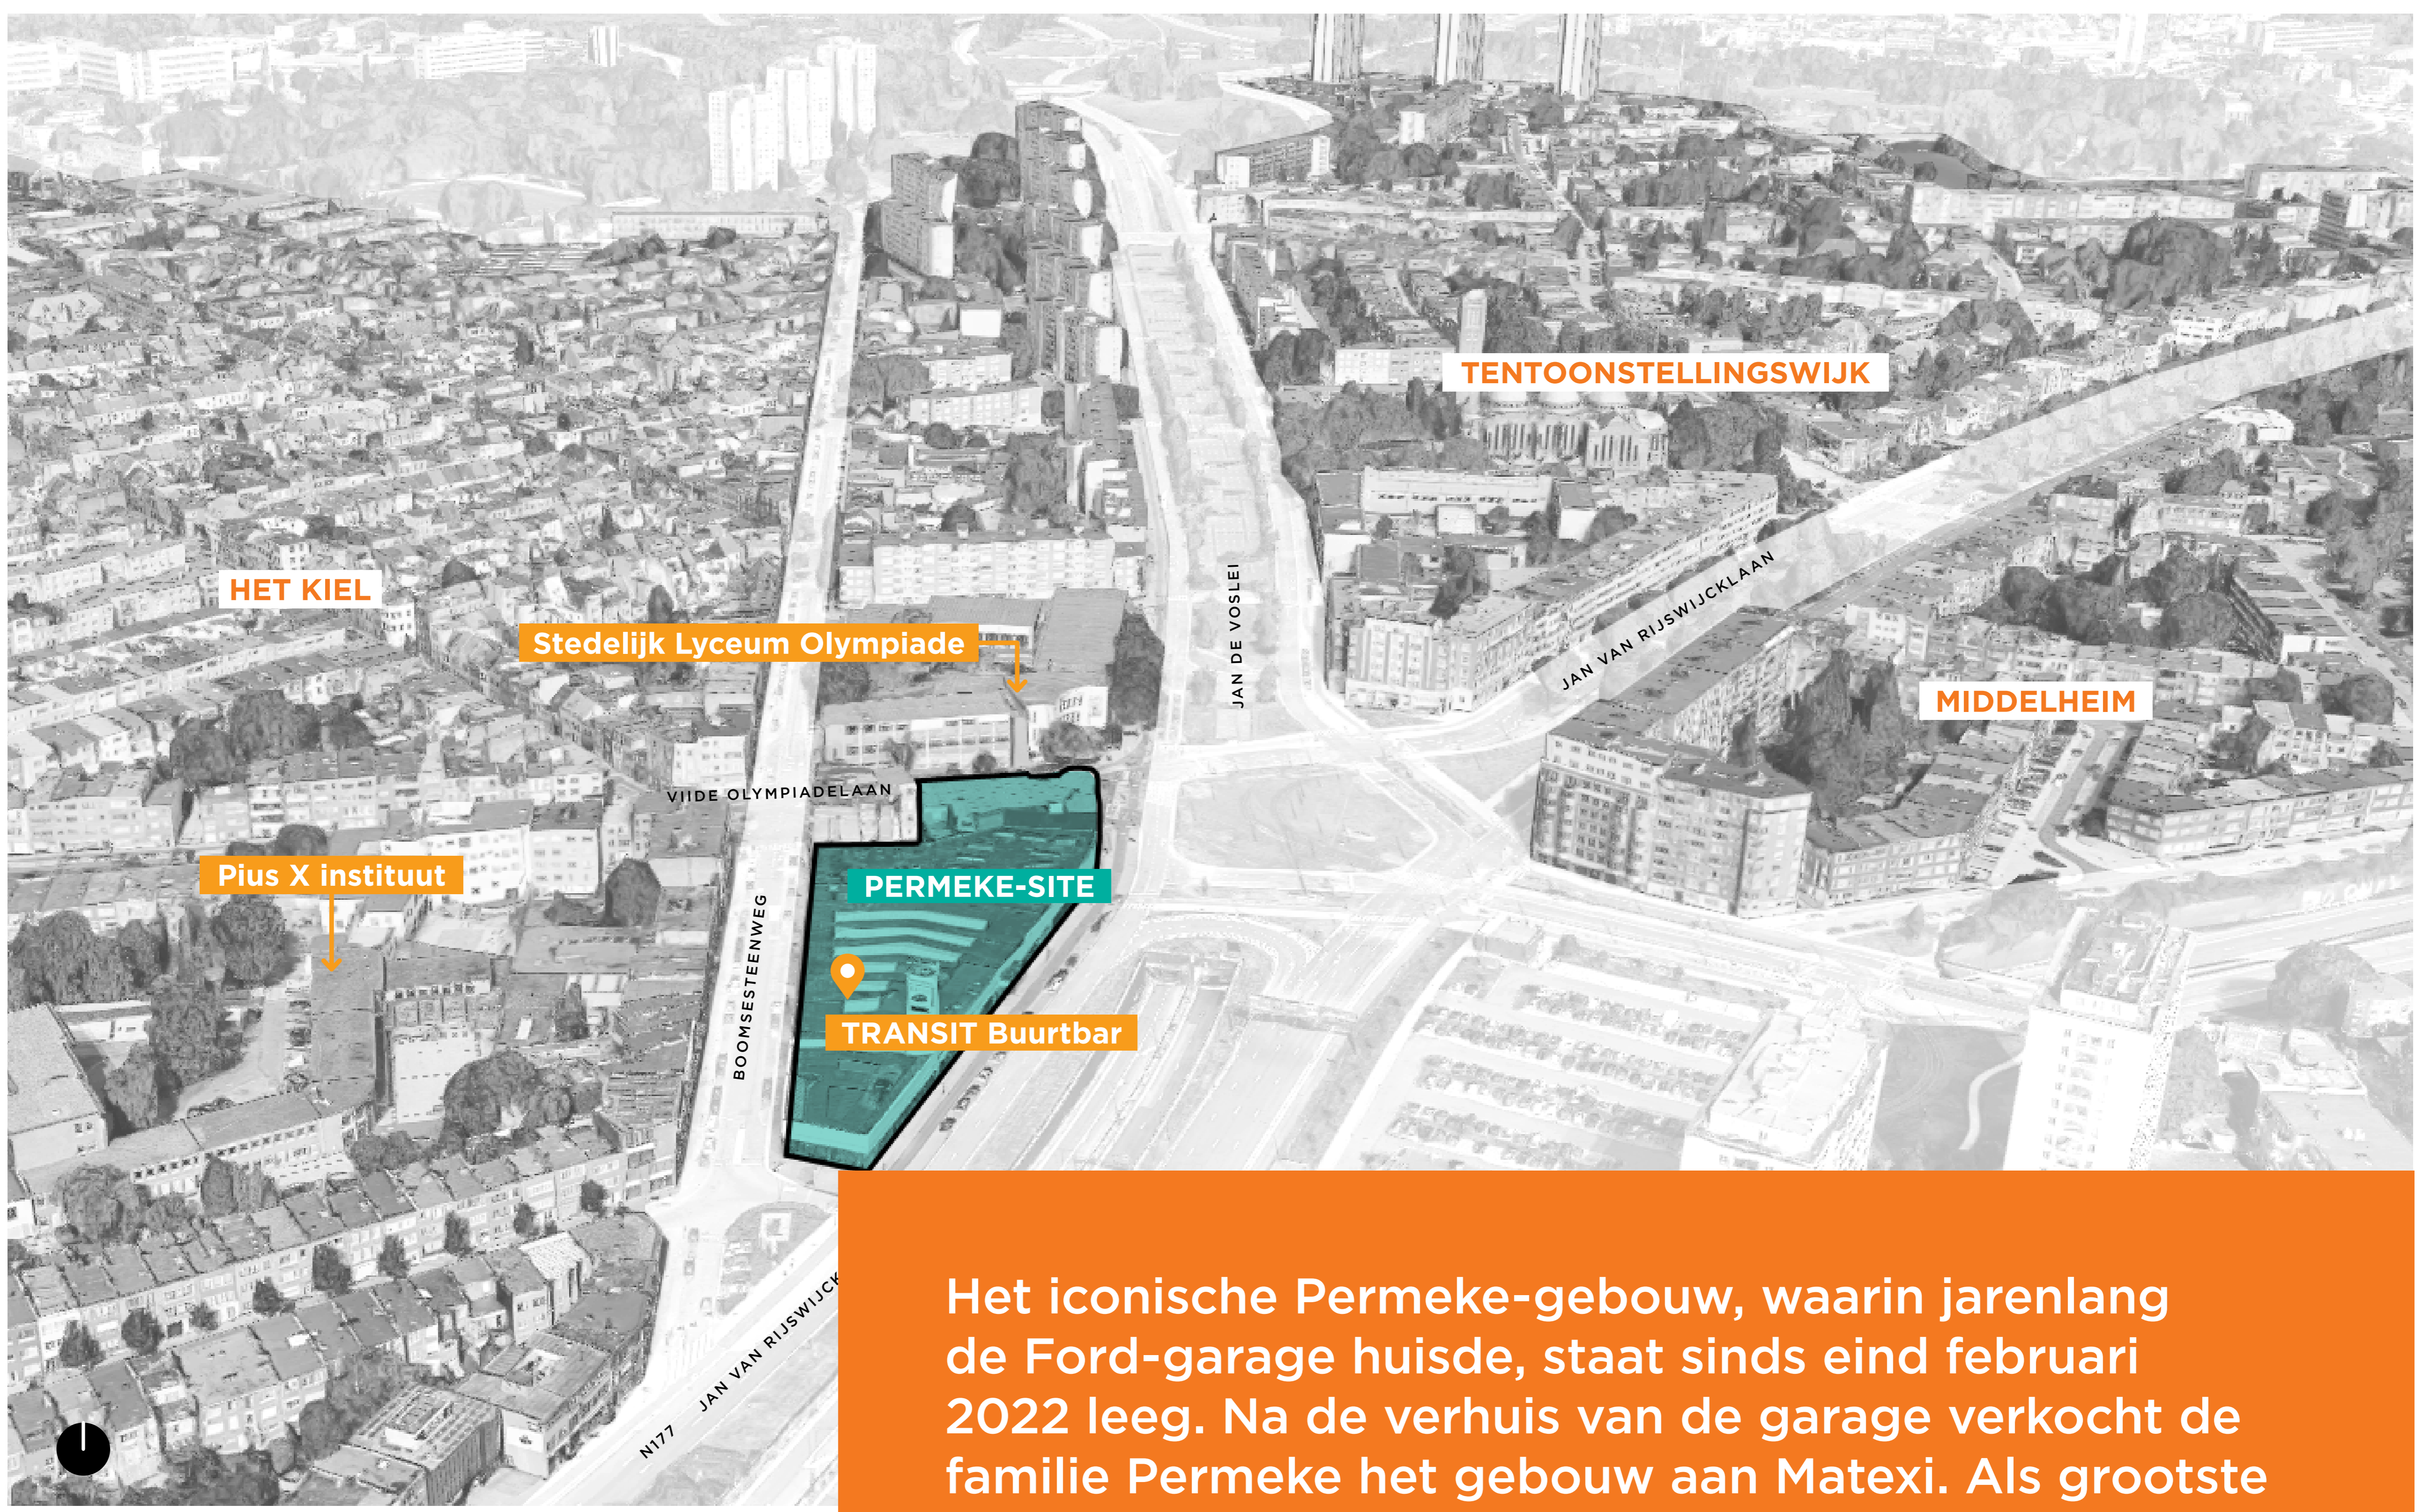 TENTOONSTELLINGSWIJK
JAN DE VOSLEI
JAN VAN RIJSWIJCKLAAN
HET KIEL
Stedelijk Lyceum Olympiade
MIDDELHEIM
VIIDE OLYMPIADELAAN
Pius X instituut
PERMEKE-SITE
BOOMSESTEENWEG
TRANSIT Buurtbar
N177 JAN VAN RIJSWIJCK
Het iconische Permeke-gebouw, waarin jarenlang
de Ford-garage huisde, staat sinds eind februari
2022 leeg. Na de verhuis van de garage verkocht de
familie Permeke het gebouw aan Matexi. Als grootste